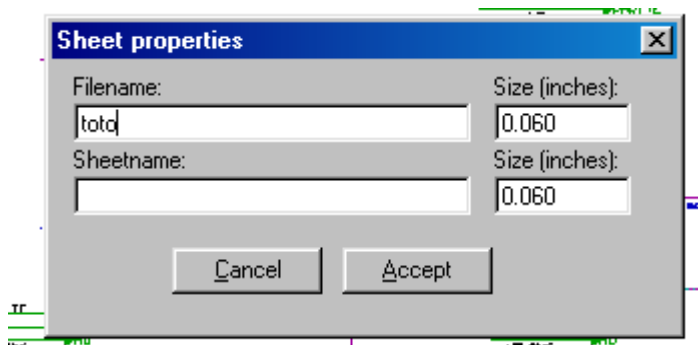 Sheet properties
Filename:
Size (inches):
toto
0.060
Sheetname:
Size (inches):
0.060
Cancel
Accept